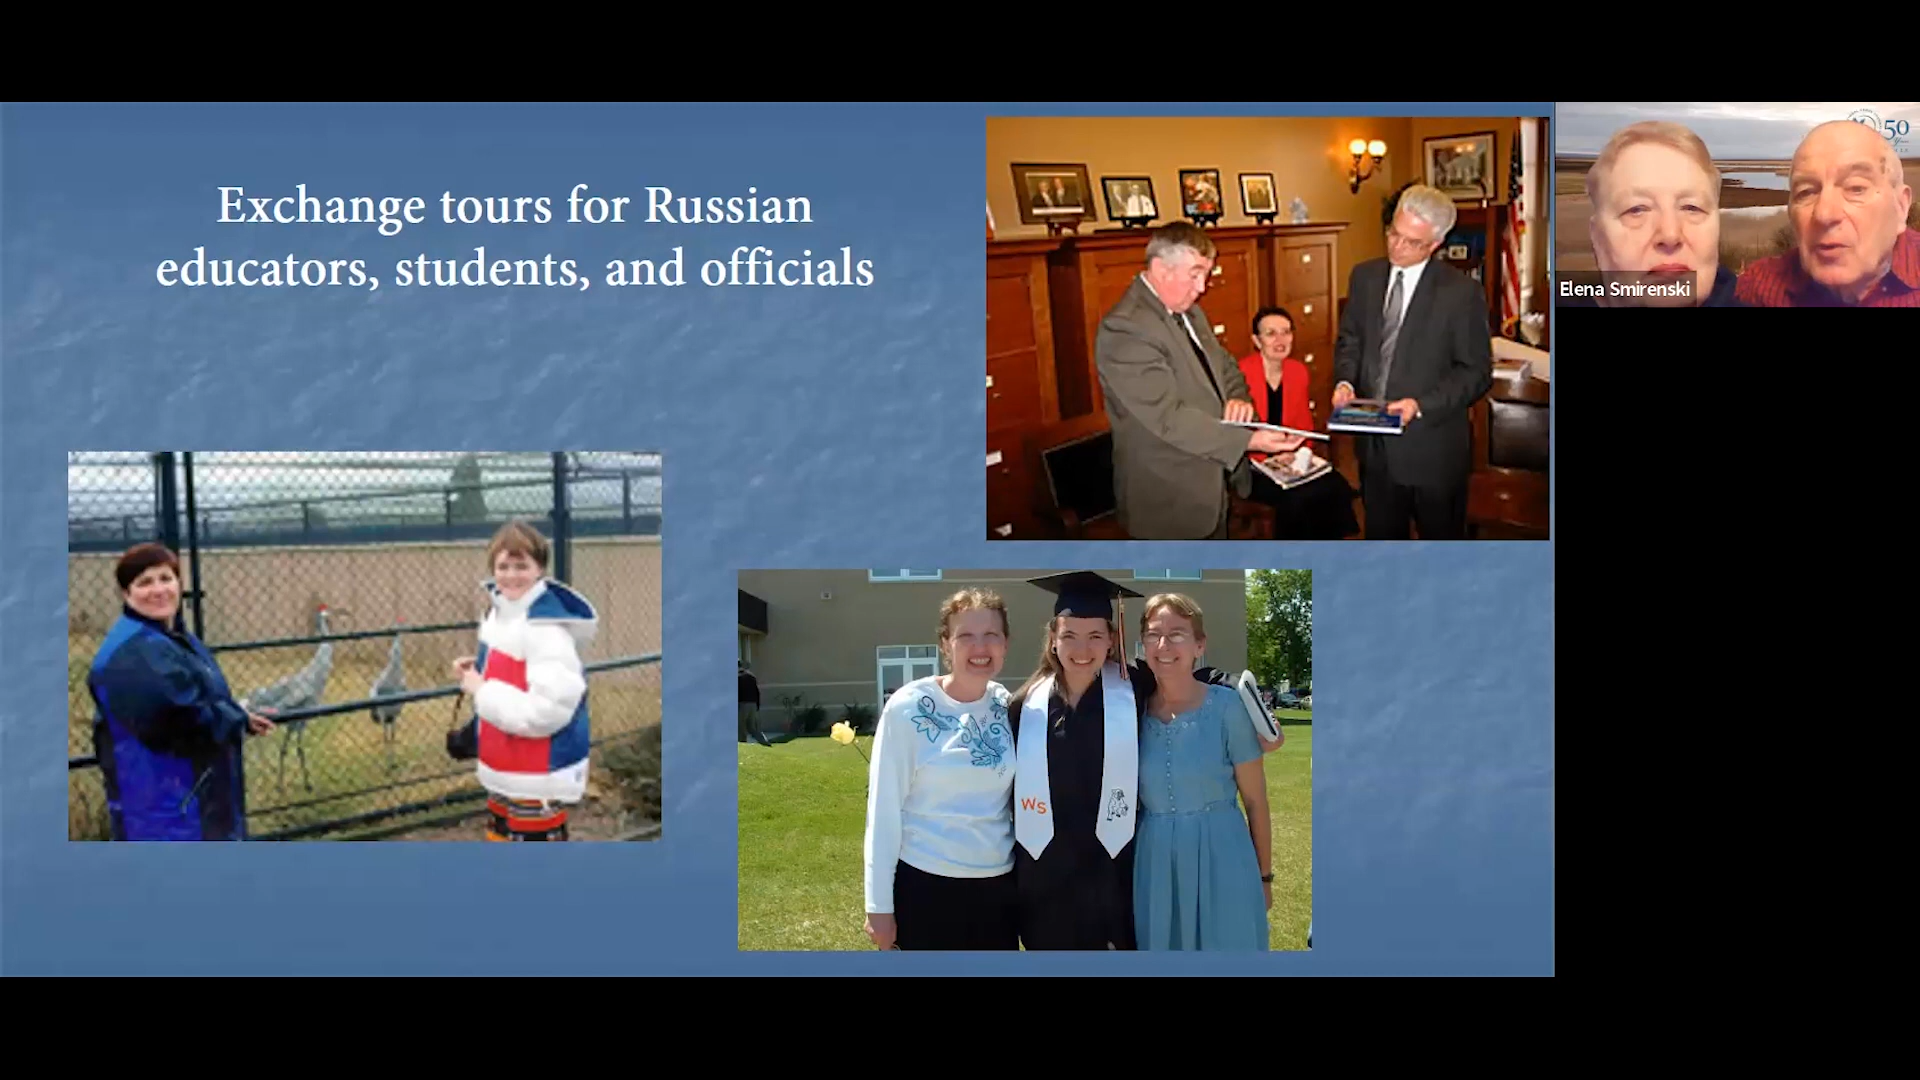 Exchange tours for Russian
educators, students, and officials
50
Elena Smirenski
WS